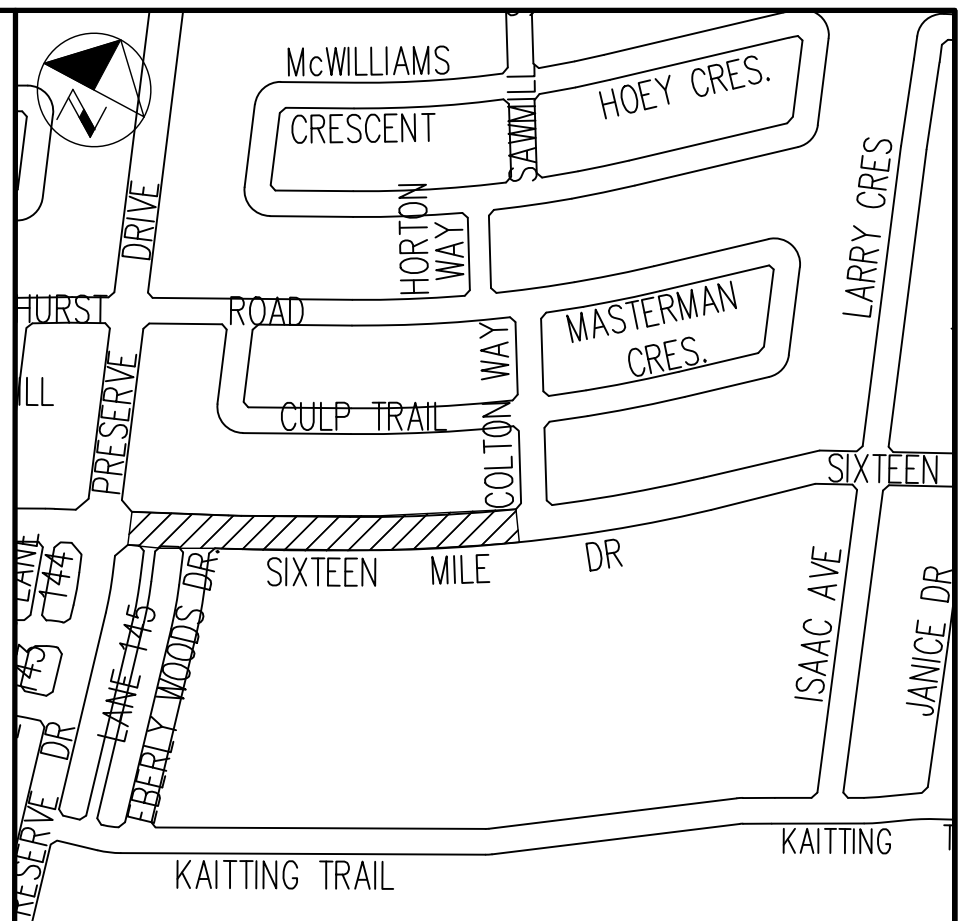 McWILLIAMS
CRESCENT
SAWMIL
HOEY CRES.
N
DRIVE
HORTON
WAY
LARRY CRES
HURST
ROAD
MASTERMAN
CRES.
ILL
PRESERVE
CULP TRAIL
COLTON WAY
SIXTEEN
LANE
144
SIXTEEN MILE DR
143
LANE 145
EBERLY WOODS DR.
ISAAC AVE
JANICE DR
RESERVE DR
KAITTING TRAIL
KAITTING T